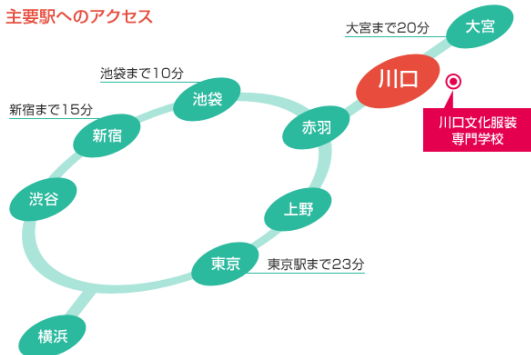 主要駅へのアクセス
大宮まで20分
大宮
川口
池袋まで10分
池袋
新宿まで15分
新宿
赤羽
川口文化服装
専門学校
渋谷
上野
東京
東京駅まで23分
横浜